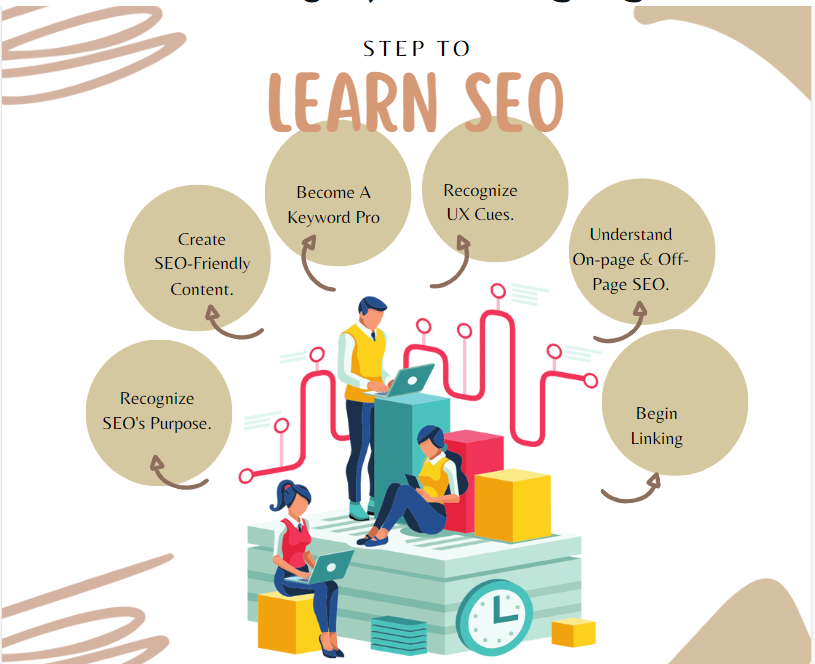 STEP TO
LEARN SEO
Become A
Keyword Pro
Recognize
UX Cues.
Create
SEO-Friendly
Content.
Understand
On-page & Off-
Page SEO.
Recognize
SEO's Purpose.
Begin
Linking